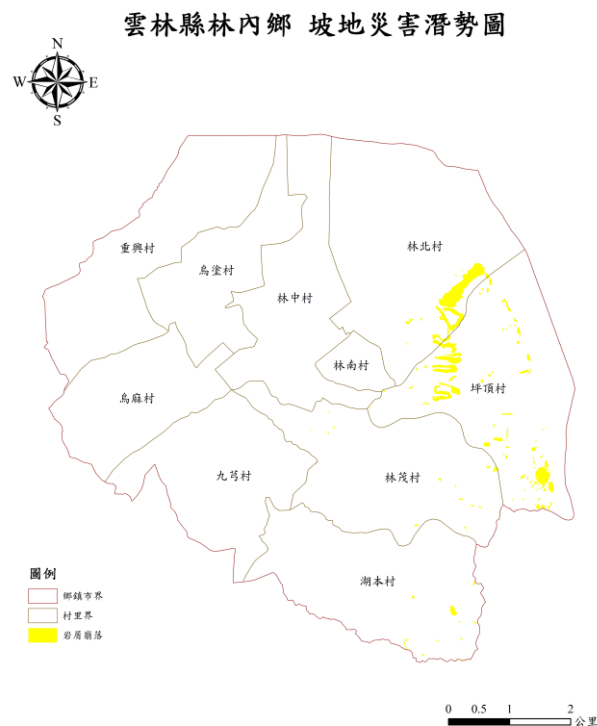 雲林縣林內鄉 坡地災害潛勢圖
N
W E
S
重興村
烏塗村
林中村
林北村
林南村
坪頂村
烏麻村
九芎村
林茂村
湖本村
圖例
鄉鎮市界
村里界
岩屑崩落
0 0.5 1 2
公里